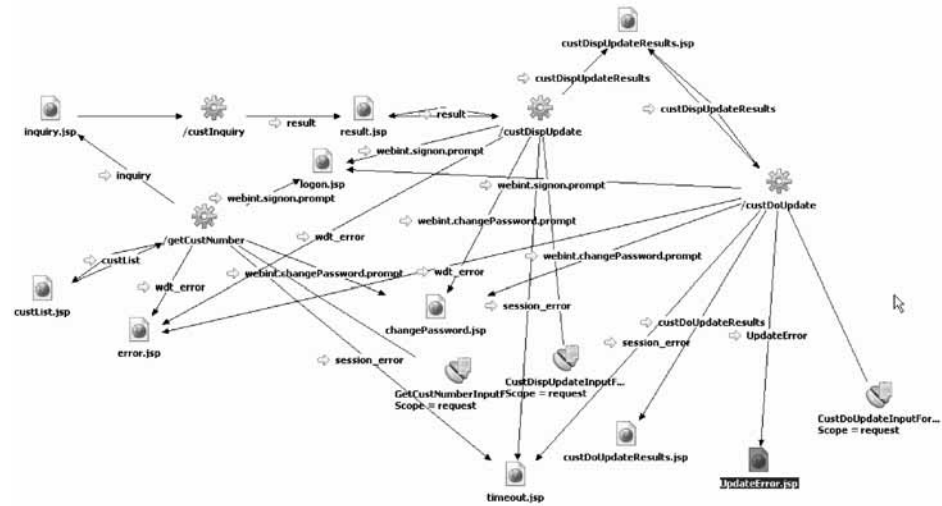 custDispUpdateResults.jsp
custDispUpdateResults
custDispUpdateResults
inquiry.jsp
/custInquiry
result
result.jsp
result
/custDispUpdate
webint.signon.prompt
inquiry
logon.jsp
webint.signon.prompt
webint.signon.prompt
/custDoUpdate
webint.changePassword.prompt
/getCustNumber
wdt_error
custList
webint.changePassword.prompt
wdt_error
webint.changePassword.prompt
wdt_error
custList.jsp
session_error
changePassword.jsp
custDoUpdateResults
error.jsp
session_error
UpdateError
session_error
GetCustNumberInputF
Scope = request
CustDispUpdateInputF...
Scope = request
CustDoUpdateInputFor...
Scope = request
custDoUpdateResults.jsp
UpdateError.jsp
timeout.jsp